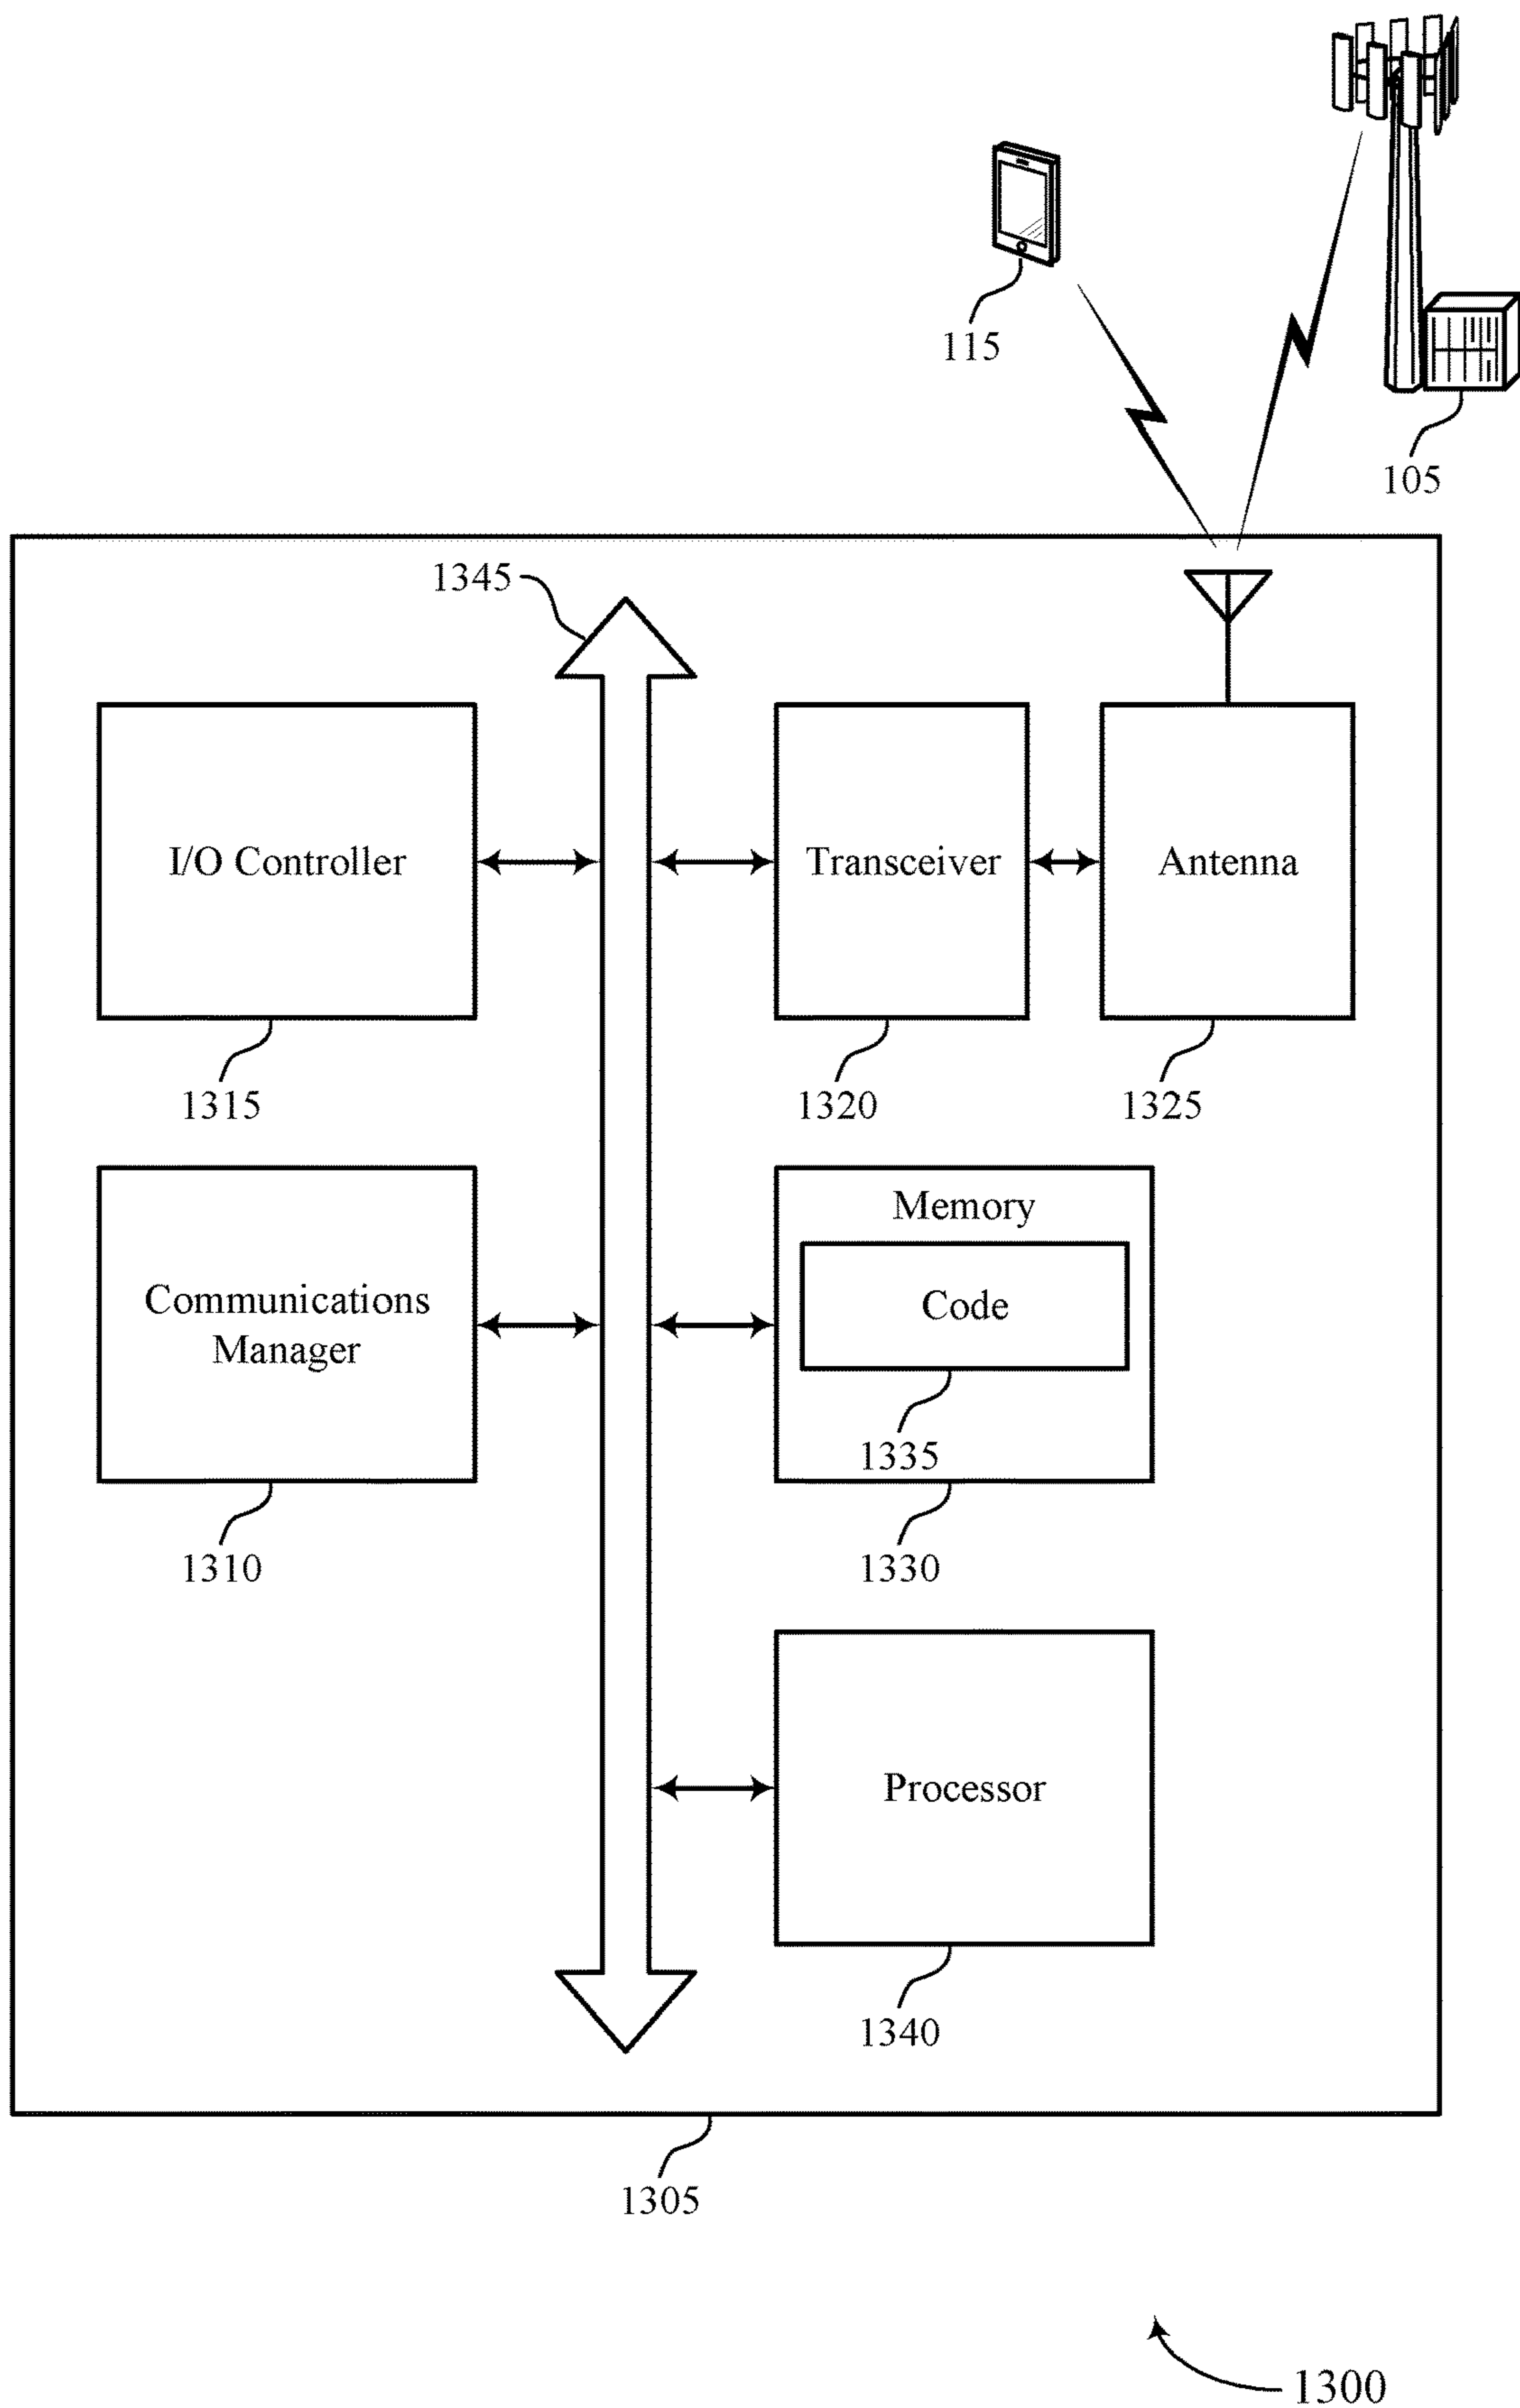 115
105
1345
I/O Controller
Transceiver
Antenna
1315
1320
1325
Communications
Manager
Memory
Code
1335
1310
1330
Processor
1340
1305
1300